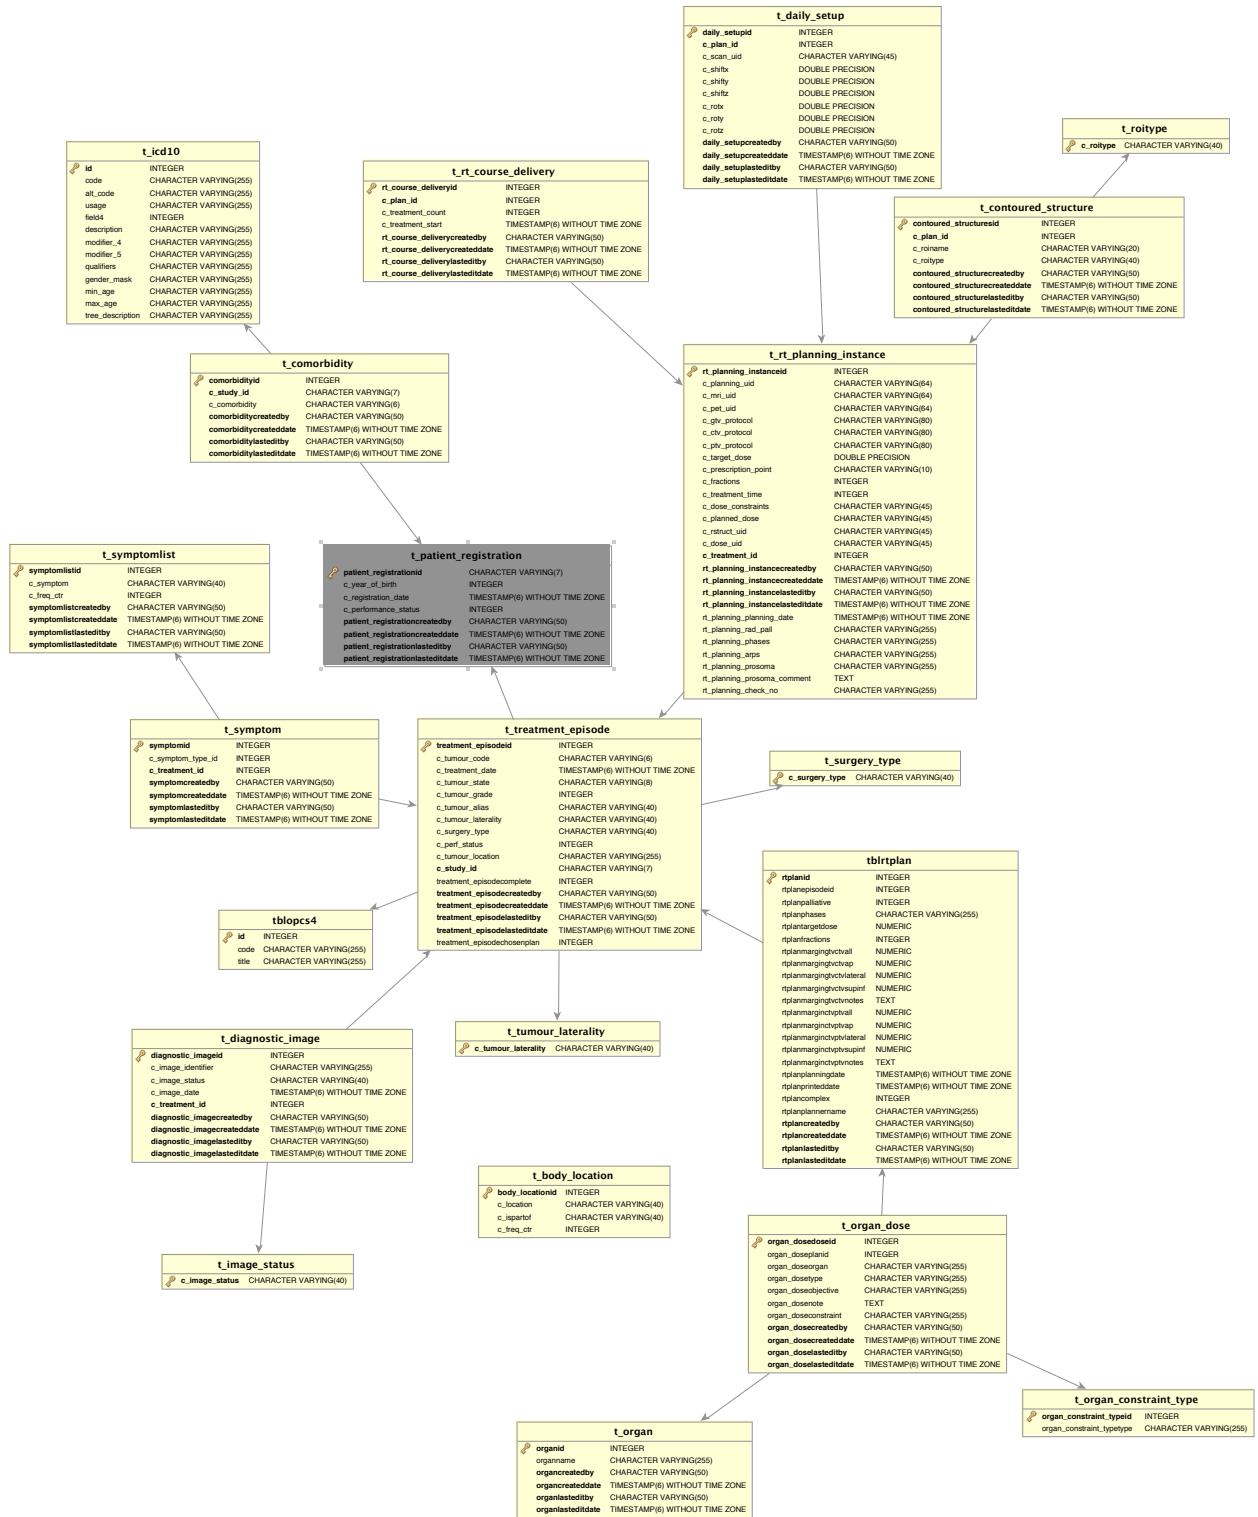 t_daily_setup
daily_setupid INTEGER
c_plan_id INTEGER
c_scan_uid CHARACTER VARYING(45)
c_shiftx DOUBLE PRECISION
c_shifty DOUBLE PRECISION
c_shiftz DOUBLE PRECISION
c_rotx DOUBLE PRECISION
c_roty DOUBLE PRECISION
c_rotz DOUBLE PRECISION
daily_setupcreatedby CHARACTER VARYING(50)
daily_setupcreateddate TIMESTAMP(6) WITHOUT TIME ZONE
daily_setuplasteditby CHARACTER VARYING(50)
daily_setuplasteditdate TIMESTAMP(6) WITHOUT TIME ZONE
t_roitype
c_roitype CHARACTER VARYING(40)
t_icd10
id INTEGER
code CHARACTER VARYING(255)
alt_code CHARACTER VARYING(255)
usage CHARACTER VARYING(255)
field4 INTEGER
description CHARACTER VARYING(255)
modifier_4 CHARACTER VARYING(255)
modifier_5 CHARACTER VARYING(255)
qualifiers CHARACTER VARYING(255)
gender_mask CHARACTER VARYING(255)
min_age CHARACTER VARYING(255)
max_age CHARACTER VARYING(255)
tree_description CHARACTER VARYING(255)
t_rt_course_delivery
rt_course_deliveryid INTEGER
c_plan_id INTEGER
c_treatment_count INTEGER
c_treatment_start TIMESTAMP(6) WITHOUT TIME ZONE
rt_course_deliverycreatedby CHARACTER VARYING(50)
rt_course_deliverycreateddate TIMESTAMP(6) WITHOUT TIME ZONE
rt_course_deliverylasteditby CHARACTER VARYING(50)
rt_course_deliverylasteditdate TIMESTAMP(6) WITHOUT TIME ZONE
t_contoured_structure
contoured_structuresid INTEGER
c_plan_id INTEGER
c_roiname CHARACTER VARYING(20)
c_roitype CHARACTER VARYING(40)
contoured_structurecreatedby CHARACTER VARYING(50)
contoured_structurecreateddate TIMESTAMP(6) WITHOUT TIME ZONE
contoured_structurelasteditby CHARACTER VARYING(50)
contoured_structurelasteditdate TIMESTAMP(6) WITHOUT TIME ZONE
t_comorbidity
comorbidityid INTEGER
c_study_id CHARACTER VARYING(7)
c_comorbidity CHARACTER VARYING(6)
comorbiditycreatedby CHARACTER VARYING(50)
comorbiditycreateddate TIMESTAMP(6) WITHOUT TIME ZONE
comorbiditylasteditby CHARACTER VARYING(50)
comorbiditylasteditdate TIMESTAMP(6) WITHOUT TIME ZONE
t_rt_planning_instance
rt_planning_instanceid INTEGER
c_planning_uid CHARACTER VARYING(64)
c_mri_uid CHARACTER VARYING(64)
c_pet_uid CHARACTER VARYING(64)
c_gtv_protocol CHARACTER VARYING(80)
c_ctv_protocol CHARACTER VARYING(80)
c_ptv_protocol CHARACTER VARYING(80)
c_target_dose DOUBLE PRECISION
c_prescription_point CHARACTER VARYING(10)
c_fractions INTEGER
c_treatment_time INTEGER
c_dose_constraints CHARACTER VARYING(45)
c_planned_dose CHARACTER VARYING(45)
c_rstruct_uid CHARACTER VARYING(45)
c_dose_uid CHARACTER VARYING(45)
c_treatment_id INTEGER
rt_planning_instancecreatedby CHARACTER VARYING(50)
rt_planning_instancecreateddate TIMESTAMP(6) WITHOUT TIME ZONE
rt_planning_instancelasteditby CHARACTER VARYING(50)
rt_planning_instancelasteditdate TIMESTAMP(6) WITHOUT TIME ZONE
rt_planning_planning_date TIMESTAMP(6) WITHOUT TIME ZONE
rt_planning_rad_pall CHARACTER VARYING(255)
rt_planning_phases CHARACTER VARYING(255)
rt_planning_arps CHARACTER VARYING(255)
rt_planning_prosoma CHARACTER VARYING(255)
rt_planning_prosoma_comment TEXT
rt_planning_check_no CHARACTER VARYING(255)
t_symptomlist
symptomlistid INTEGER
c_symptom CHARACTER VARYING(40)
c_freq_ctr INTEGER
symptomlistcreatedby CHARACTER VARYING(50)
symptomlistcreateddate TIMESTAMP(6) WITHOUT TIME ZONE
symptomlistlasteditby CHARACTER VARYING(50)
symptomlistlasteditdate TIMESTAMP(6) WITHOUT TIME ZONE
t_patient_registration
patient_registrationid CHARACTER VARYING(7)
c_year_of_birth INTEGER
c_registration_date TIMESTAMP(6) WITHOUT TIME ZONE
c_performance_status INTEGER
patient_registrationcreatedby CHARACTER VARYING(50)
patient_registrationcreateddate TIMESTAMP(6) WITHOUT TIME ZONE
patient_registrationlasteditby CHARACTER VARYING(50)
patient_registrationlasteditdate TIMESTAMP(6) WITHOUT TIME ZONE
t_symptom
symptomid INTEGER
c_symptom_type_id INTEGER
c_treatment_id INTEGER
symptomcreatedby CHARACTER VARYING(50)
symptomcreateddate TIMESTAMP(6) WITHOUT TIME ZONE
symptomlasteditby CHARACTER VARYING(50)
symptomlasteditdate TIMESTAMP(6) WITHOUT TIME ZONE
t_treatment_episode
treatment_episodeid INTEGER
c_tumour_code CHARACTER VARYING(6)
c_treatment_date TIMESTAMP(6) WITHOUT TIME ZONE
c_tumour_state CHARACTER VARYING(8)
c_tumour_grade INTEGER
c_tumour_alias CHARACTER VARYING(40)
c_tumour_laterality CHARACTER VARYING(40)
c_surgery_type CHARACTER VARYING(40)
c_perf_status INTEGER
c_tumour_location CHARACTER VARYING(255)
c_study_id CHARACTER VARYING(7)
treatment_episodecomplete INTEGER
treatment_episodecreatedby CHARACTER VARYING(50)
treatment_episodecreateddate TIMESTAMP(6) WITHOUT TIME ZONE
treatment_episodelasteditby CHARACTER VARYING(50)
treatment_episodelasteditdate TIMESTAMP(6) WITHOUT TIME ZONE
treatment_episodechosenplan INTEGER
t_surgery_type
c_surgery_type CHARACTER VARYING(40)
tblrtplan
rtplanid INTEGER
rtplanepisodeid INTEGER
rtplanpalliative INTEGER
rtplanphases CHARACTER VARYING(255)
rtplantargetdose NUMERIC
rtplanfractions INTEGER
rtplanmargingtvctvall NUMERIC
rtplanmargingtvctvap NUMERIC
rtplanmargingtvctvlateral NUMERIC
rtplanmargingtvctvsupinf NUMERIC
rtplanmargingtvctvnotes TEXT
rtplanmarginctvptvall NUMERIC
rtplanmarginctvptvap NUMERIC
rtplanmarginctvptvlateral NUMERIC
rtplanmarginctvptvsupinf NUMERIC
rtplanmarginctvptvnotes TEXT
rtplanplanningdate TIMESTAMP(6) WITHOUT TIME ZONE
rtplanprinteddate TIMESTAMP(6) WITHOUT TIME ZONE
rtplancomplex INTEGER
rtplanplannername CHARACTER VARYING(255)
rtplancreatedby CHARACTER VARYING(50)
rtplancreateddate TIMESTAMP(6) WITHOUT TIME ZONE
rtplanlasteditby CHARACTER VARYING(50)
rtplanlasteditdate TIMESTAMP(6) WITHOUT TIME ZONE
tblopcs4
id INTEGER
code CHARACTER VARYING(255)
title CHARACTER VARYING(255)
t_diagnostic_image
diagnostic_imageid INTEGER
c_image_identifier CHARACTER VARYING(255)
c_image_status CHARACTER VARYING(40)
c_image_date TIMESTAMP(6) WITHOUT TIME ZONE
c_treatment_id INTEGER
diagnostic_imagecreatedby CHARACTER VARYING(50)
diagnostic_imagecreateddate TIMESTAMP(6) WITHOUT TIME ZONE
diagnostic_imagelasteditby CHARACTER VARYING(50)
diagnostic_imagelasteditdate TIMESTAMP(6) WITHOUT TIME ZONE
t_tumour_laterality
c_tumour_laterality CHARACTER VARYING(40)
t_body_location
body_locationid INTEGER
c_location CHARACTER VARYING(40)
c_ispartof CHARACTER VARYING(40)
c_freq_ctr INTEGER
t_image_status
c_image_status CHARACTER VARYING(40)
t_organ_dose
organ_dosedoseid INTEGER
organ_doseplanid INTEGER
organ_doseorgan CHARACTER VARYING(255)
organ_dosetype CHARACTER VARYING(255)
organ_doseobjective CHARACTER VARYING(255)
organ_dosenote TEXT
organ_doseconstraint CHARACTER VARYING(255)
organ_dosecreatedby CHARACTER VARYING(50)
organ_dosecreateddate TIMESTAMP(6) WITHOUT TIME ZONE
organ_doselasteditby CHARACTER VARYING(50)
organ_doselasteditdate TIMESTAMP(6) WITHOUT TIME ZONE
t_organ_constraint_type
organ_constraint_typeid INTEGER
organ_constraint_typetype CHARACTER VARYING(255)
t_organ
organid INTEGER
organname CHARACTER VARYING(255)
organcreatedby CHARACTER VARYING(50)
organcreateddate TIMESTAMP(6) WITHOUT TIME ZONE
organlasteditby CHARACTER VARYING(50)
organlasteditdate TIMESTAMP(6) WITHOUT TIME ZONE